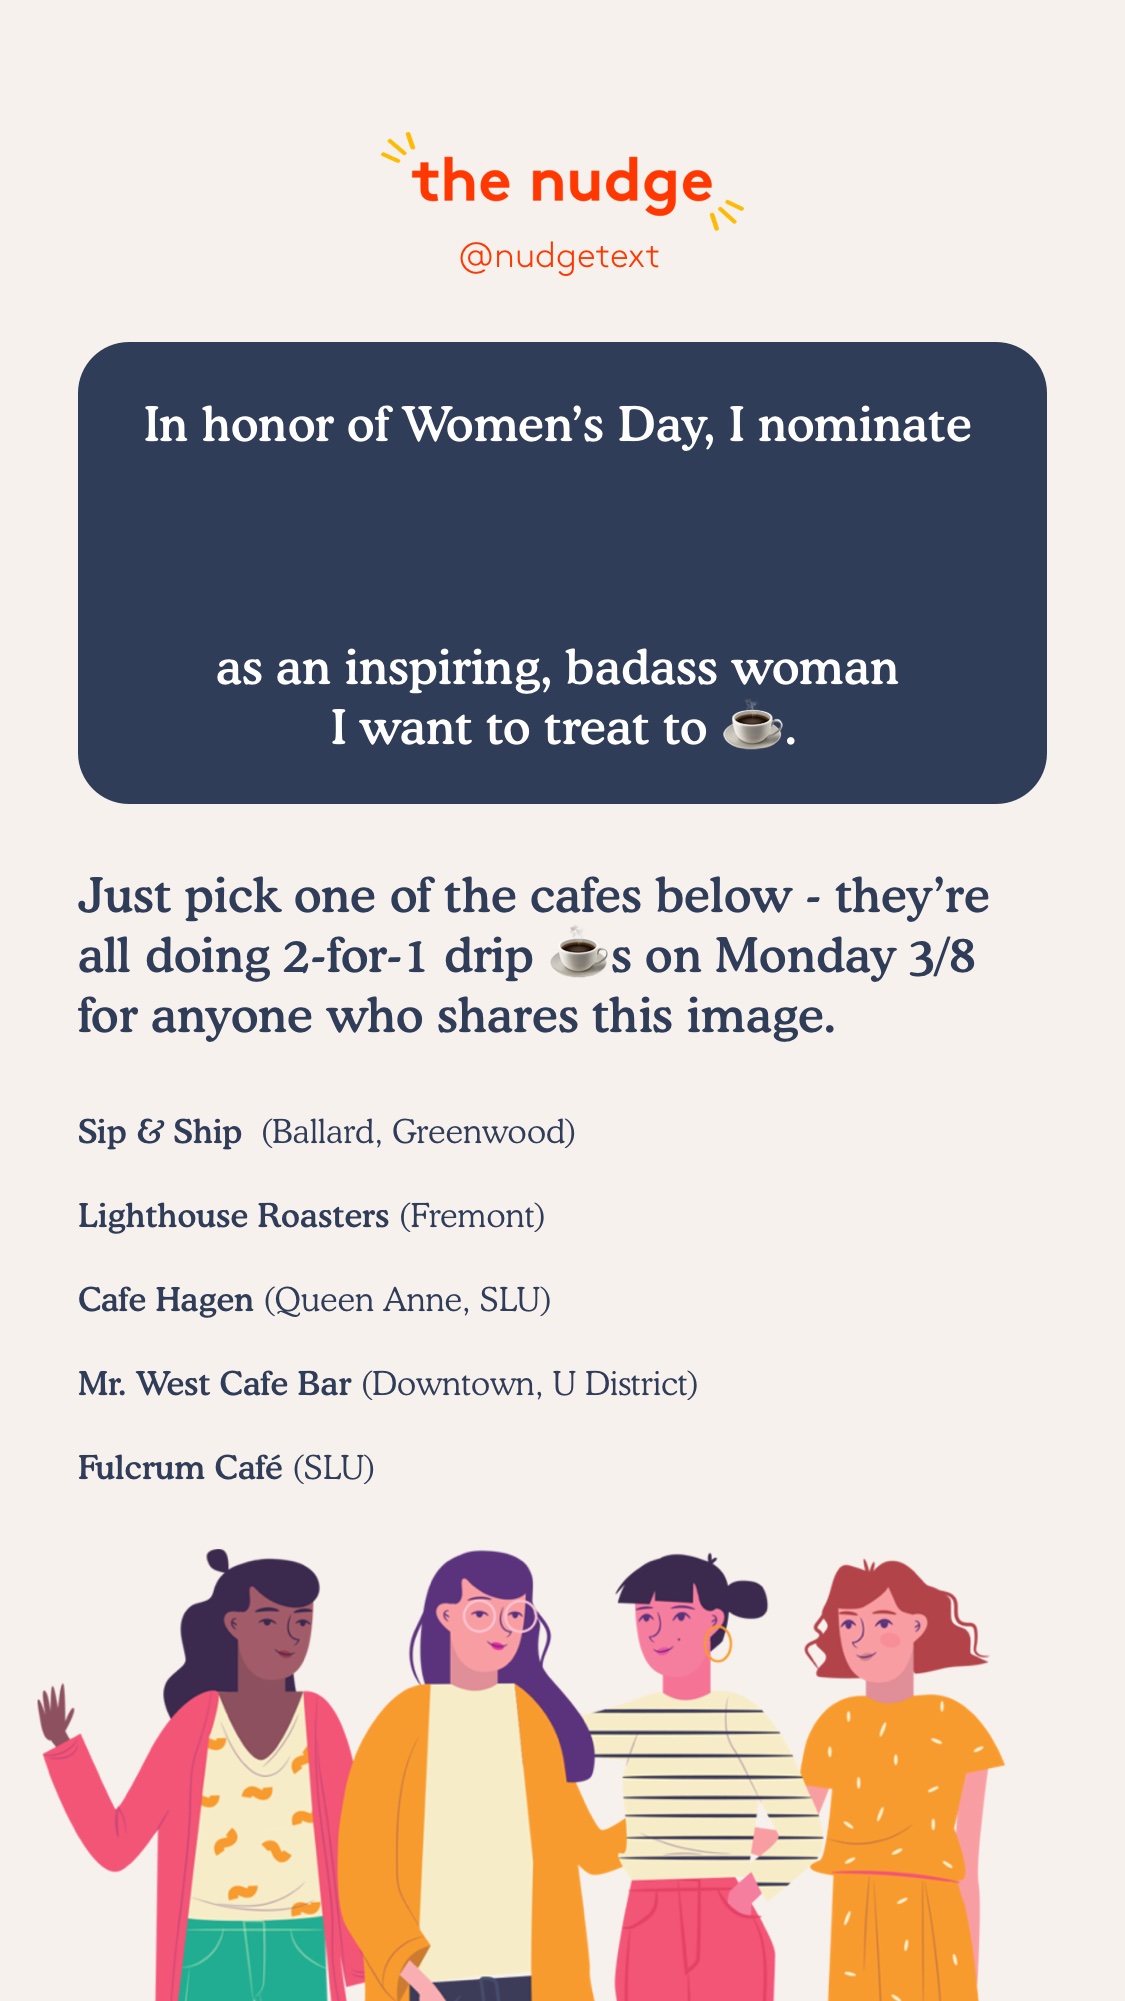 the nudge
@nudgetext
In honor of Women’s Day, I nominate
as an inspiring, badass woman
I want to treat to ☕.
Just pick one of the cafes below - they’re
all doing 2-for-1 drip ☕s on Monday 3/8
for anyone who shares this image.
Sip & Ship (Ballard, Greenwood)
Lighthouse Roasters (Fremont)
Cafe Hagen (Queen Anne, SLU)
Mr. West Cafe Bar (Downtown, U District)
Fulcrum Café (SLU)